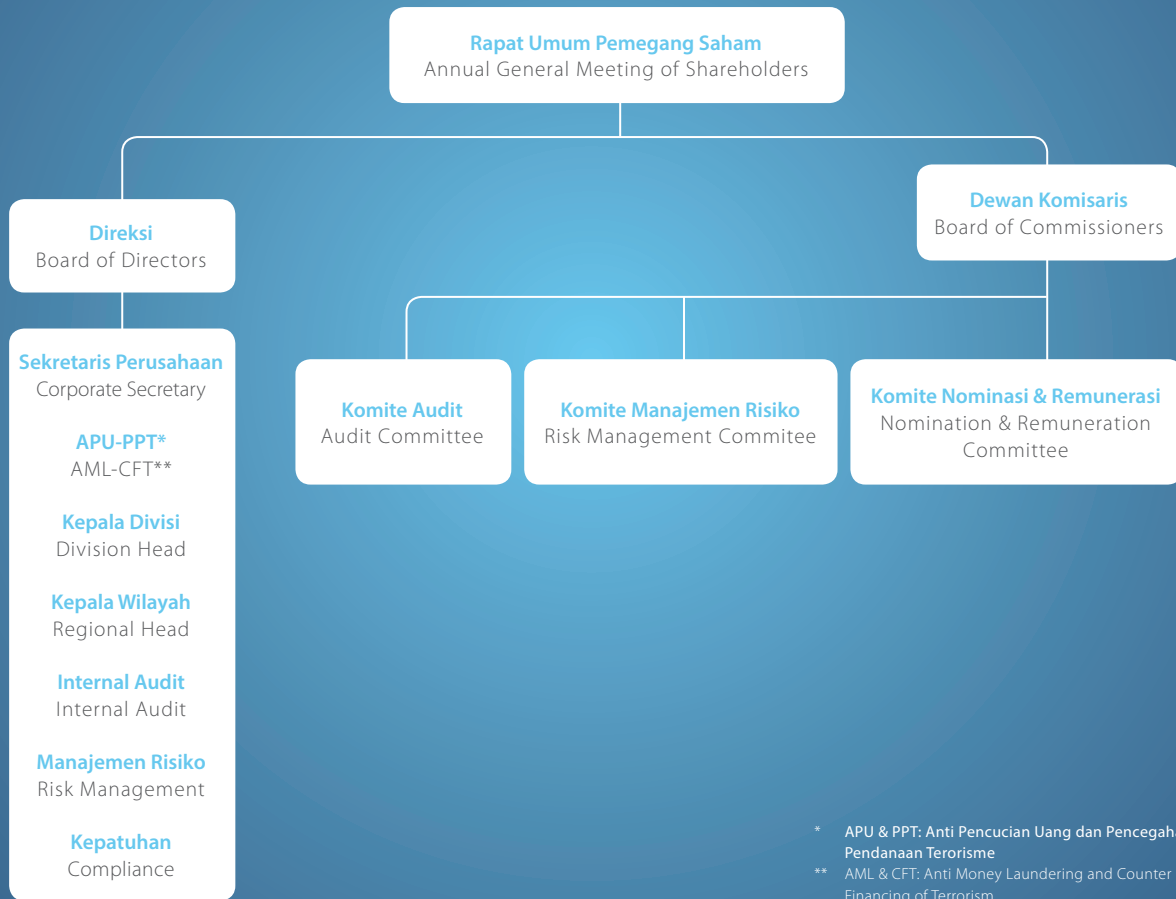 Rapat Umum Pemegang Saham
Annual General Meeting of Shareholders
Direksi
Board of Directors
Dewan Komisaris
Board of Commissioners
Sekretaris Perusahaan
Corporate Secretary
APU-PPT*
AML-CFT**
Kepala Divisi
Division Head
Kepala Wilayah
Regional Head
Internal Audit
Internal Audit
Manajemen Risiko
Risk Management
Kepatuhan
Compliance
Komite Audit
Audit Committee
Komite Manajemen Risiko
Risk Management Commitee
Komite Nominasi & Remunerasi
Nomination & Remuneration
Committee
* APU & PPT: Anti Pencucian Uang dan
Pendanaan Terorisme
** AML & CFT: Anti Money Laundering and Counter
Financing of Terrorism